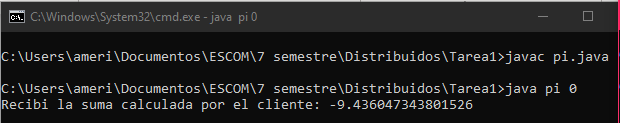 C:\Windows\System32\cmd.exe - java pi 0
C:\Users\ameri\Documentos\ESCOM\7 semestre\Distribuidos\Tarea1>javac pi.java
C:\Users\ameri\Documentos\ESCOM\7 semestre\Distribuidos\Tarea1>java pi 0
Recibi la suma calculada por el cliente: -9.436047343801526